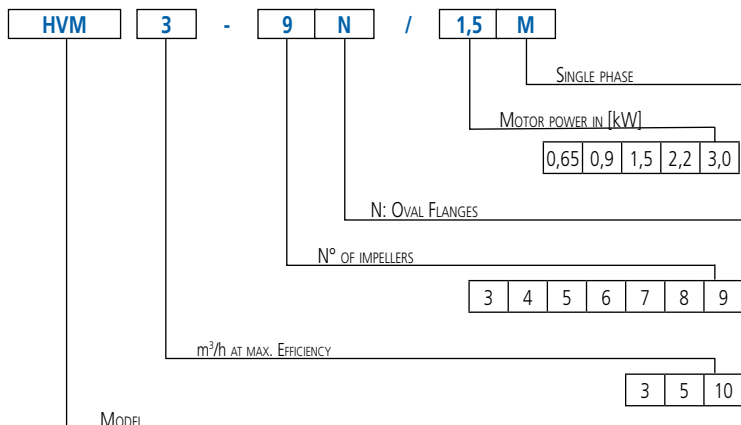 HVM 3 - 9 N / 1,5 M
Single phase
Motor power in [kW]
0,65 0,9 1,5 2,2 3,0
N: Oval Flanges
N° of impellers
3 4 5 6 7 8 9
m³/h at max. Efficiency
3 5 10
Model